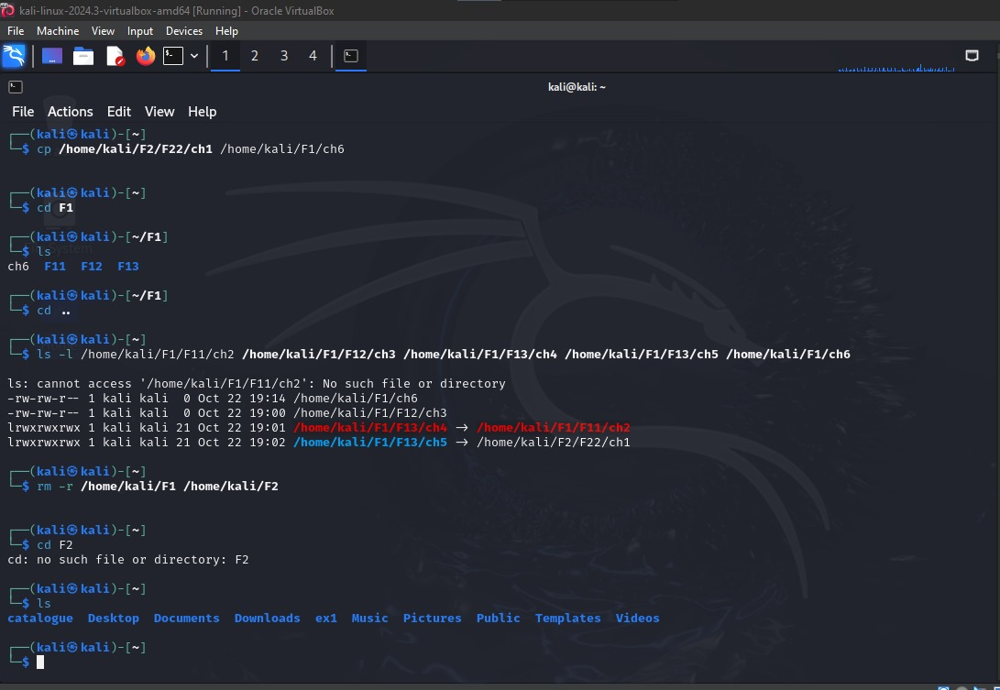 kali-linux-2024.3-virtualbox-amd64 [Running] - Oracle VirtualBox
File Machine View Input Devices Help
1 2 3 4
kali@kali: ~
File Actions Edit View Help
┌──(kali㉿kali)-[~]
└─$ cp /home/kali/F2/F22/ch1 /home/kali/F1/ch6
┌──(kali㉿kali)-[~]
└─$ cd F1
┌──(kali㉿kali)-[~/F1]
└─$ ls
ch6 F11 F12 F13
┌──(kali㉿kali)-[~/F1]
└─$ cd ..
┌──(kali㉿kali)-[~]
└─$ ls -l /home/kali/F1/F11/ch2 /home/kali/F1/F12/ch3 /home/kali/F1/F13/ch4 /home/kali/F1/F13/ch5 /home/kali/F1/ch6
ls: cannot access '/home/kali/F1/F11/ch2': No such file or directory
-rw-rw-r-- 1 kali kali 0 Oct 22 19:14 /home/kali/F1/ch6
-rw-rw-r-- 1 kali kali 0 Oct 22 19:00 /home/kali/F1/F12/ch3
lrwxrwxrwx 1 kali kali 21 Oct 22 19:01 /home/kali/F1/F13/ch4 -> /home/kali/F1/F11/ch2
lrwxrwxrwx 1 kali kali 21 Oct 22 19:02 /home/kali/F1/F13/ch5 -> /home/kali/F2/F22/ch1
┌──(kali㉿kali)-[~]
└─$ rm -r /home/kali/F1 /home/kali/F2
┌──(kali㉿kali)-[~]
└─$ cd F2
cd: no such file or directory: F2
┌──(kali㉿kali)-[~]
└─$ ls
catalogue Desktop Documents Downloads ex1 Music Pictures Public Templates Videos
┌──(kali㉿kali)-[~]
└─$